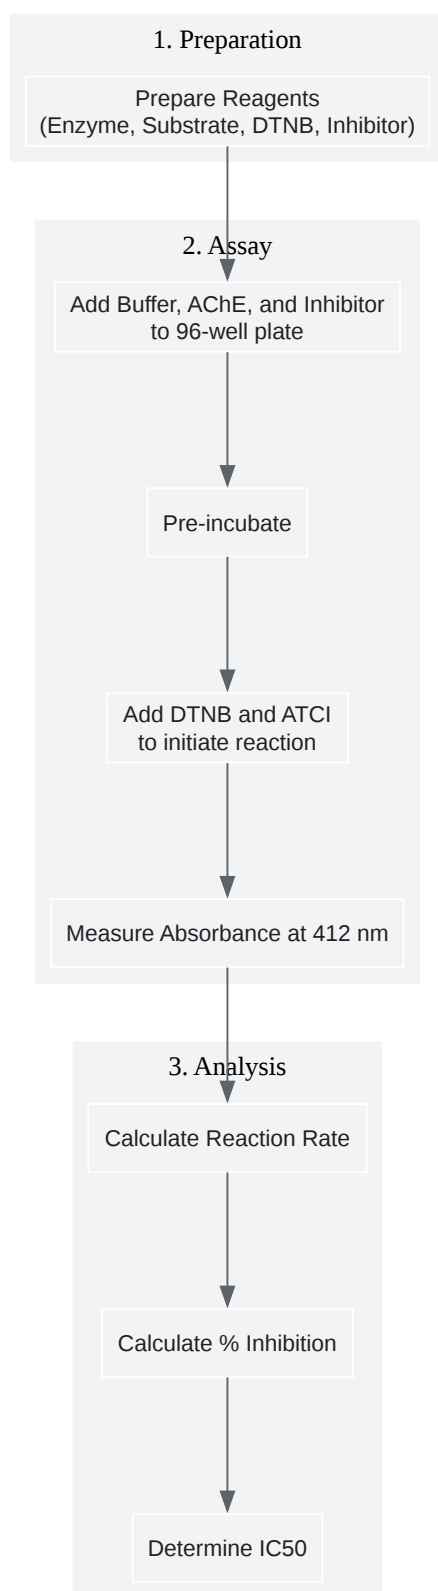 1. Preparation
Prepare Reagents
(Enzyme, Substrate, DTNB, Inhibitor)
2. Assay
Add Buffer, AChE, and Inhibitor
to 96-well plate
Pre-incubate
Add DTNB and ATCI
to initiate reaction
Measure Absorbance at 412 nm
3. Analysis
Calculate Reaction Rate
Calculate % Inhibition
Determine IC50